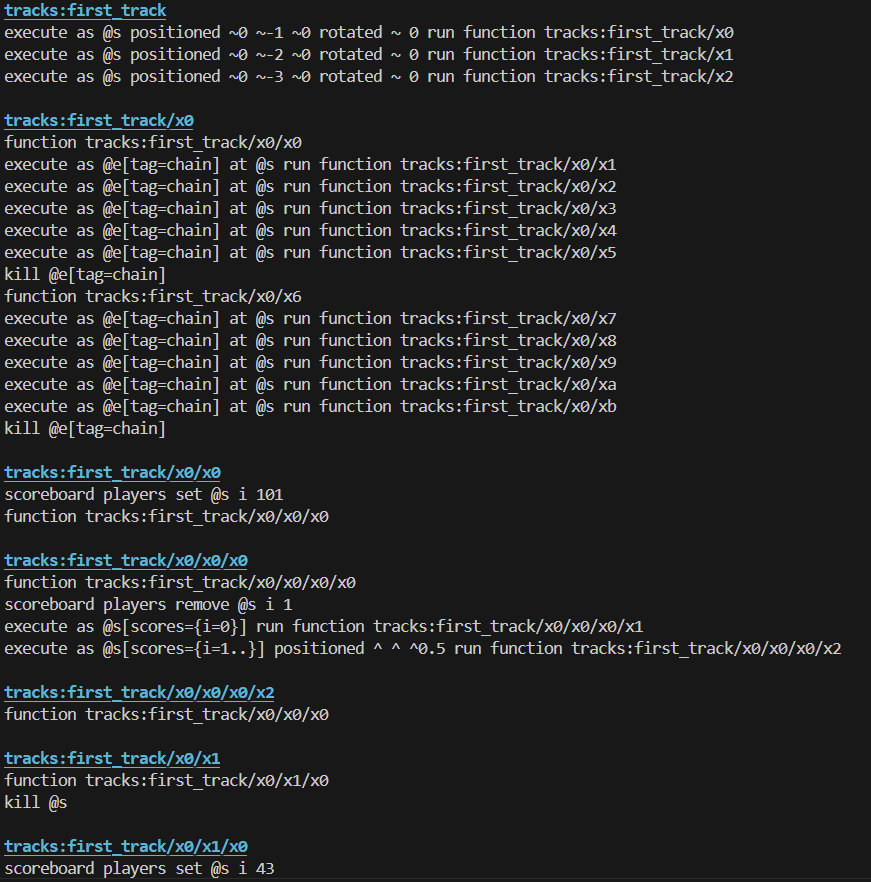 tracks:first_track
execute as @s positioned ~0 ~-1 ~0 rotated ~ 0 run function tracks:first_track/x0
execute as @s positioned ~0 ~-2 ~0 rotated ~ 0 run function tracks:first_track/x1
execute as @s positioned ~0 ~-3 ~0 rotated ~ 0 run function tracks:first_track/x2
tracks:first_track/x0
function tracks:first_track/x0/x0
execute as @e[tag=chain] at @s run function tracks:first_track/x0/x1
execute as @e[tag=chain] at @s run function tracks:first_track/x0/x2
execute as @e[tag=chain] at @s run function tracks:first_track/x0/x3
execute as @e[tag=chain] at @s run function tracks:first_track/x0/x4
execute as @e[tag=chain] at @s run function tracks:first_track/x0/x5
kill @e[tag=chain]
function tracks:first_track/x0/x6
execute as @e[tag=chain] at @s run function tracks:first_track/x0/x7
execute as @e[tag=chain] at @s run function tracks:first_track/x0/x8
execute as @e[tag=chain] at @s run function tracks:first_track/x0/x9
execute as @e[tag=chain] at @s run function tracks:first_track/x0/xa
execute as @e[tag=chain] at @s run function tracks:first_track/x0/xb
kill @e[tag=chain]
tracks:first_track/x0/x0
scoreboard players set @s i 101
function tracks:first_track/x0/x0/x0
tracks:first_track/x0/x0/x0
function tracks:first_track/x0/x0/x0/x0
scoreboard players remove @s i 1
execute as @s[scores={i=0}] run function tracks:first_track/x0/x0/x0/x1
execute as @s[scores={i=1..}] positioned ^ ^ ^0.5 run function tracks:first_track/x0/x0/x0/x2
tracks:first_track/x0/x0/x0/x2
function tracks:first_track/x0/x0/x0
tracks:first_track/x0/x1
function tracks:first_track/x0/x1/x0
kill @s
tracks:first_track/x0/x1/x0
scoreboard players set @s i 43